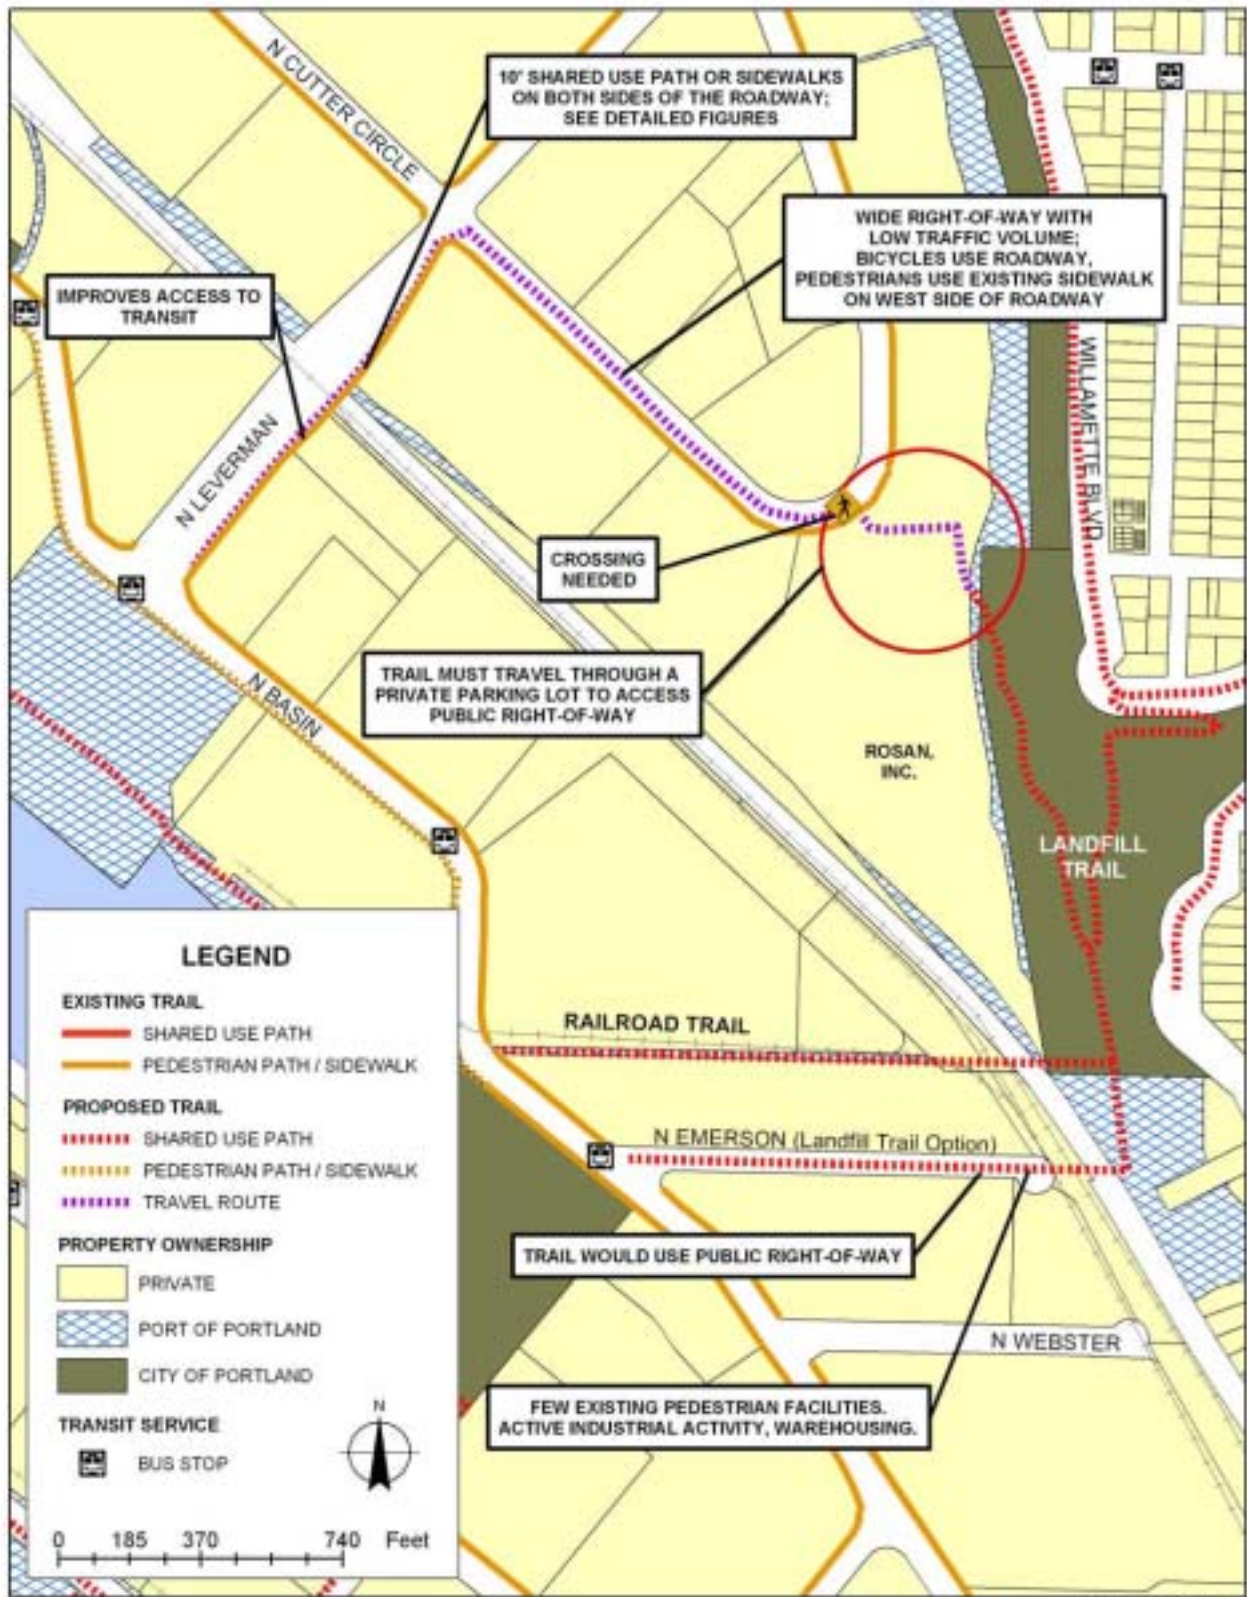 N CUTTER CIRCLE
10' SHARED USE PATH OR SIDEWALKS
ON BOTH SIDES OF THE ROADWAY;
SEE DETAILED FIGURES
WIDE RIGHT-OF-WAY WITH
LOW TRAFFIC VOLUME;
BICYCLES USE ROADWAY,
PEDESTRIANS USE EXISTING SIDEWALK
ON WEST SIDE OF ROADWAY
IMPROVES ACCESS TO
TRANSIT
WILLAMETTE BLVD
N LEVERMAN
CROSSING
NEEDED
TRAIL MUST TRAVEL THROUGH A
PRIVATE PARKING LOT TO ACCESS
PUBLIC RIGHT-OF-WAY
N BASIN
ROSAN,
INC.
LANDFILL
TRAIL
RAILROAD TRAIL
N EMERSON (Landfill Trail Option)
TRAIL WOULD USE PUBLIC RIGHT-OF-WAY
N WEBSTER
FEW EXISTING PEDESTRIAN FACILITIES.
ACTIVE INDUSTRIAL ACTIVITY, WAREHOUSING.
LEGEND
EXISTING TRAIL
SHARED USE PATH
PEDESTRIAN PATH / SIDEWALK
PROPOSED TRAIL
SHARED USE PATH
PEDESTRIAN PATH / SIDEWALK
TRAVEL ROUTE
PROPERTY OWNERSHIP
PRIVATE
PORT OF PORTLAND
CITY OF PORTLAND
TRANSIT SERVICE
BUS STOP
N
0 185 370 740 Feet